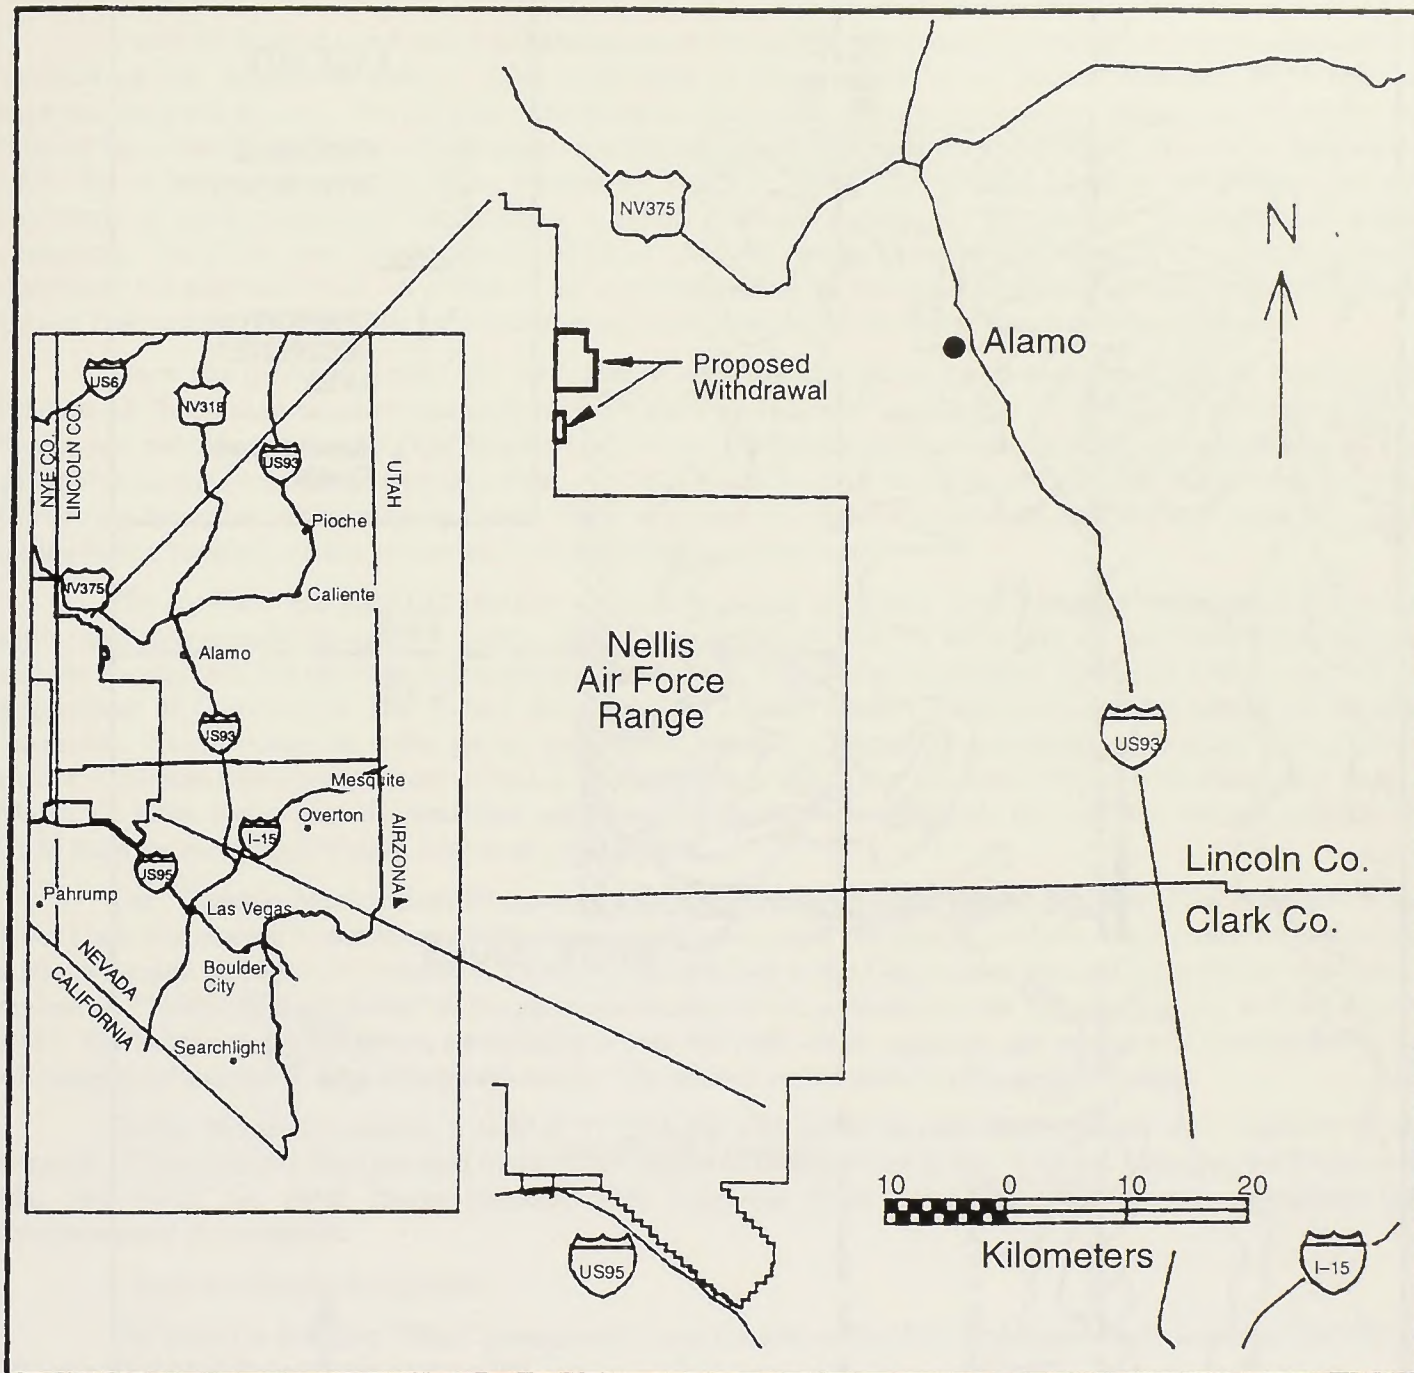 NV375
N
Alamo
Proposed
Withdrawal
Nellis
Air Force
Range
US93
Lincoln Co.
Clark Co.
10 0 10 20
Kilometers
US95
I-15
US6
NV318
US93
NYE CO.
LINCOLN CO.
UTAH
Pioche
NV375
Caliente
Alamo
US93
Mesquite
Overton
I-15
AIRZONA
US95
Pahrump
Las Vegas
NEVADA
CALIFORNIA
Boulder
City
Searchlight